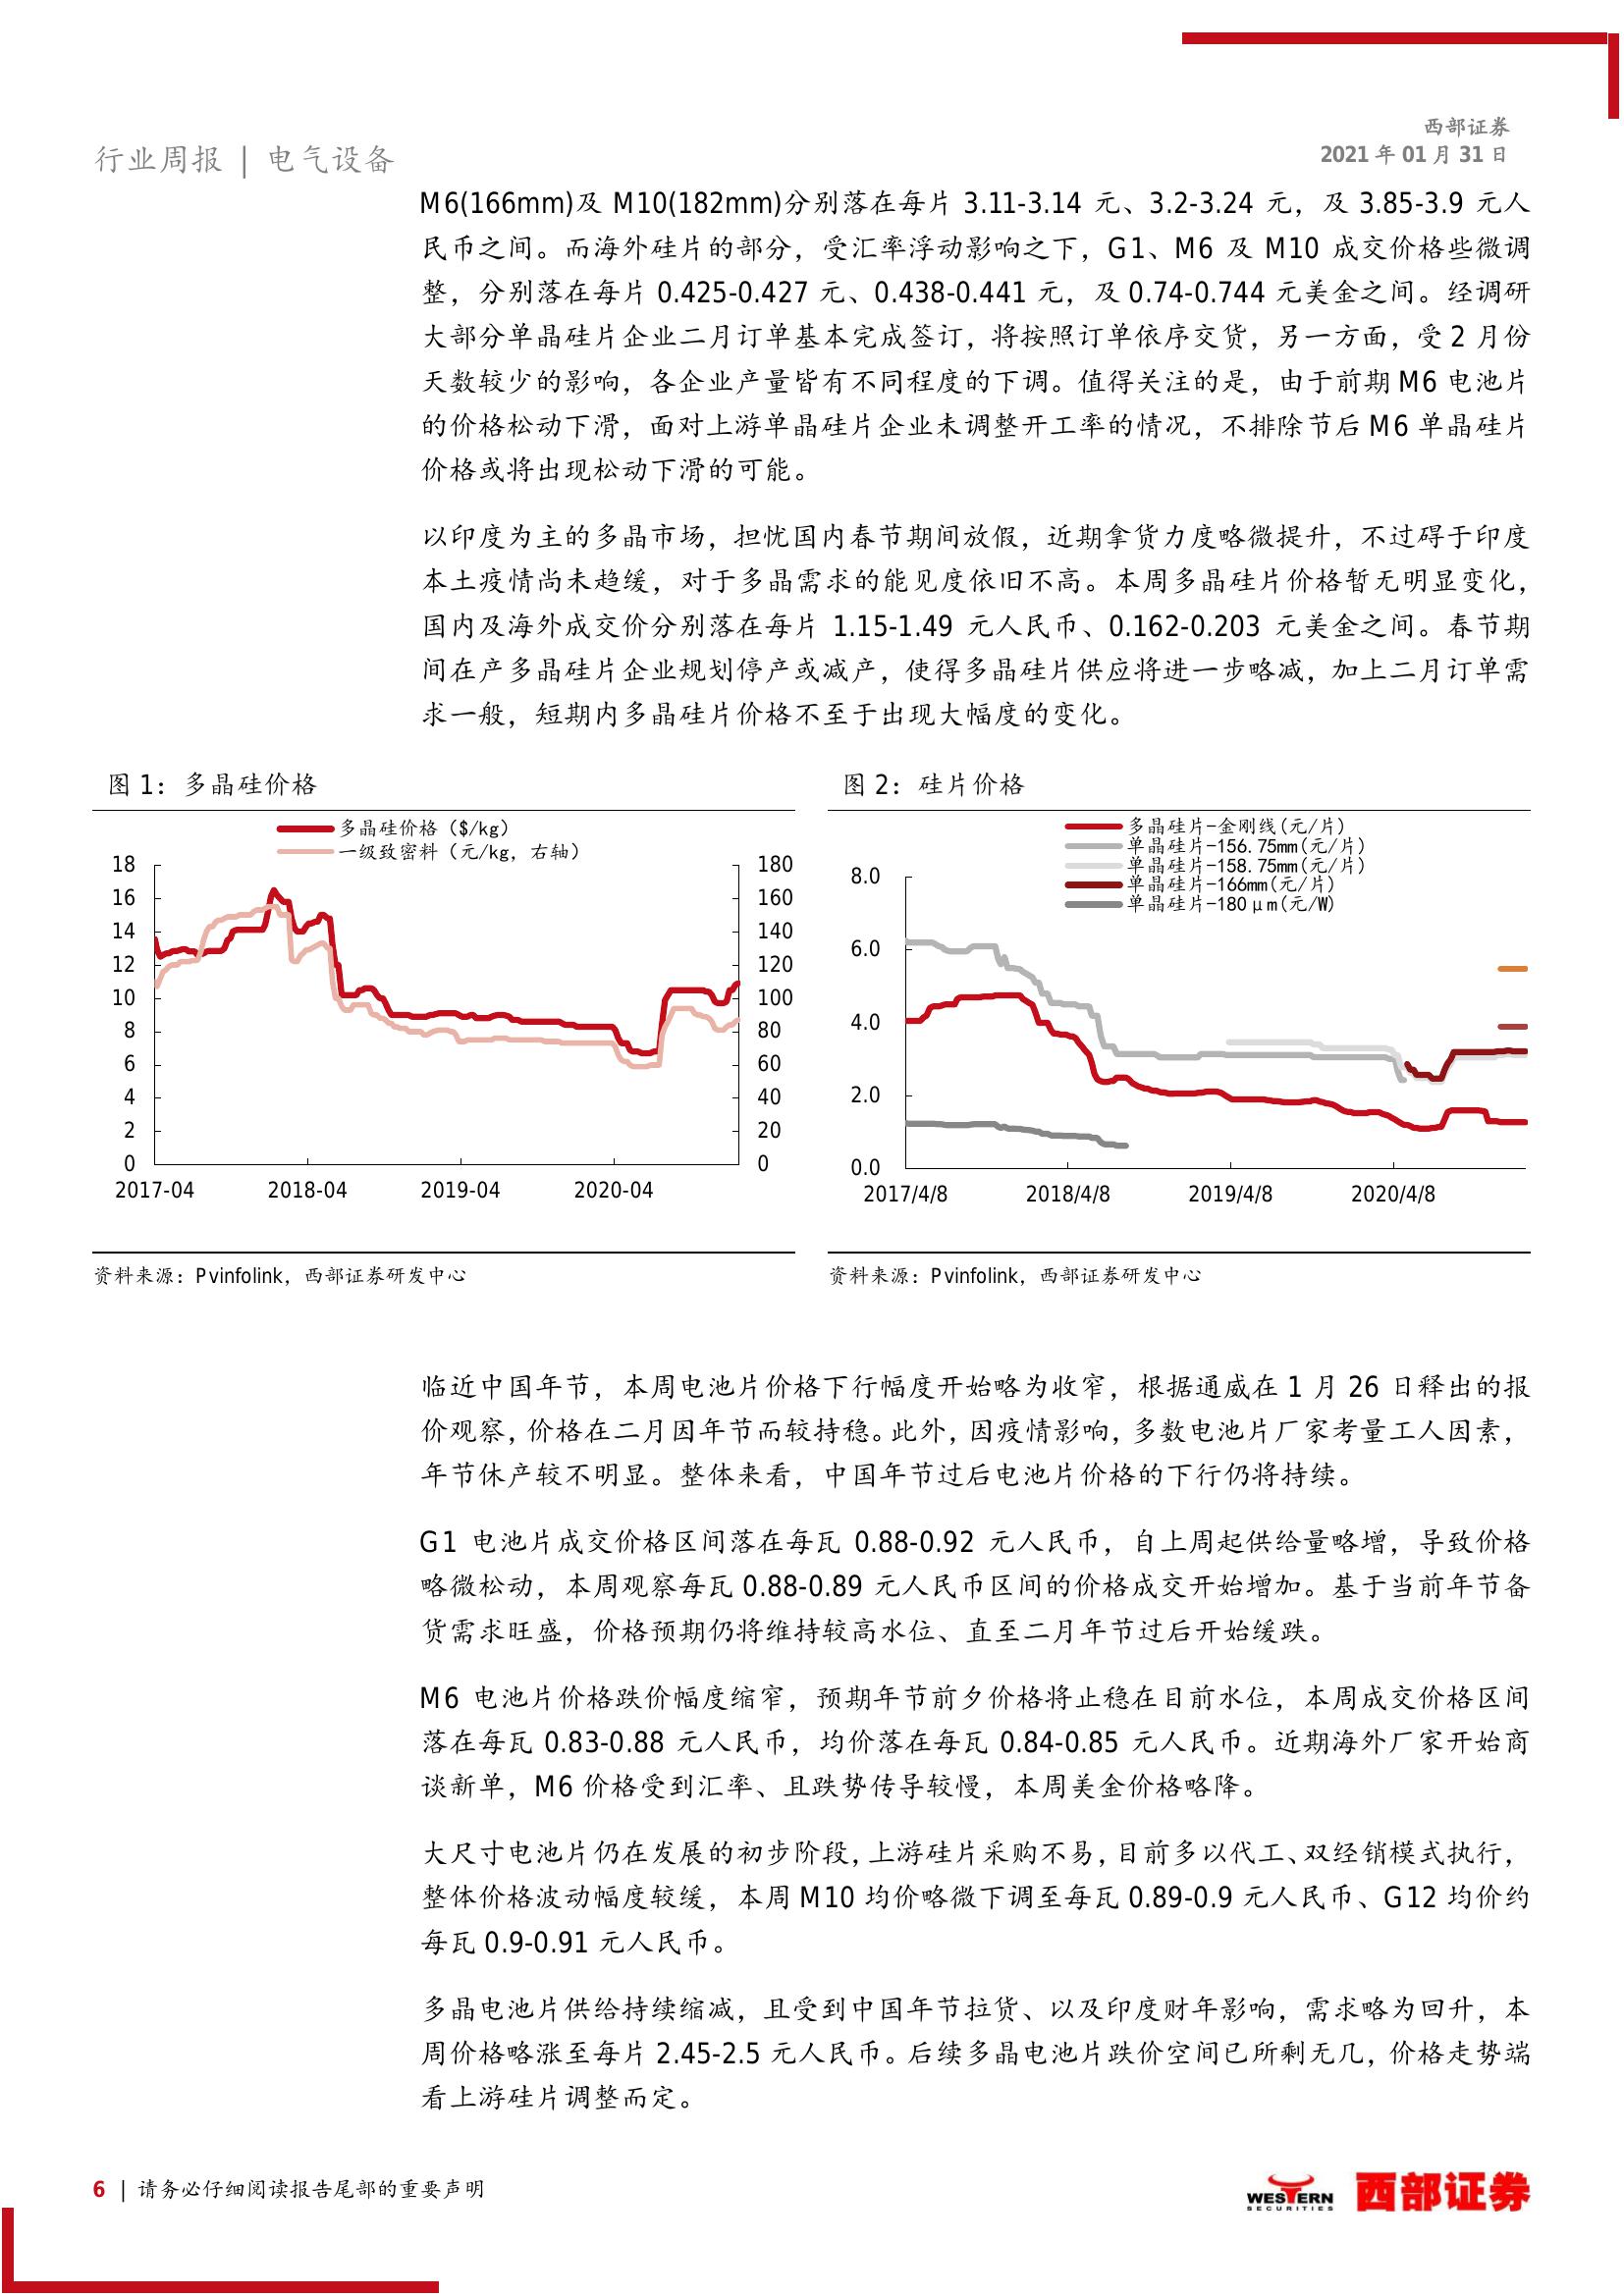 西部证券
行业周报 | 电气设备
2021 年 01 月 31 日
M6(166mm)及 M10(182mm)分别落在每片 3.11-3.14 元、3.2-3.24 元，及 3.85-3.9 元人
民币之间。而海外硅片的部分，受汇率浮动影响之下，G1、M6 及 M10 成交价格些微调
整，分别落在每片 0.425-0.427 元、0.438-0.441 元，及 0.74-0.744 元美金之间。经调研
大部分单晶硅片企业二月订单基本完成签订，将按照订单依序交货，另一方面，受 2 月份
天数较少的影响，各企业产量皆有不同程度的下调。值得关注的是，由于前期 M6 电池片
的价格松动下滑，面对上游单晶硅片企业未调整开工率的情况，不排除节后 M6 单晶硅片
价格或将出现松动下滑的可能。
以印度为主的多晶市场，担忧国内春节期间放假，近期拿货力度略微提升，不过碍于印度
本土疫情尚未趋缓，对于多晶需求的能见度依旧不高。本周多晶硅片价格暂无明显变化，
国内及海外成交价分别落在每片 1.15-1.49 元人民币、0.162-0.203 元美金之间。春节期
间在产多晶硅片企业规划停产或减产，使得多晶硅片供应将进一步略减，加上二月订单需
求一般，短期内多晶硅片价格不至于出现大幅度的变化。
图 1：多晶硅价格
多晶硅价格（$/kg）
一级致密料（元/kg，右轴）
18
16
14
12
10
8
6
4
2
0
180
160
140
120
100
80
60
40
20
0
2017-04 2018-04 2019-04 2020-04
资料来源：Pvinfolink，西部证券研发中心
图 2：硅片价格
多晶硅片-金刚线(元/片)
单晶硅片-156.75mm(元/片)
单晶硅片-158.75mm(元/片)
单晶硅片-166mm(元/片)
单晶硅片-180μm(元/W)
8.0
6.0
4.0
2.0
0.0
2017/4/8 2018/4/8 2019/4/8 2020/4/8
资料来源：Pvinfolink，西部证券研发中心
临近中国年节，本周电池片价格下行幅度开始略为收窄，根据通威在 1 月 26 日释出的报
价观察，价格在二月因年节而较持稳。此外，因疫情影响，多数电池片厂家考量工人因素，
年节休产较不明显。整体来看，中国年节过后电池片价格的下行仍将持续。
G1 电池片成交价格区间落在每瓦 0.88-0.92 元人民币，自上周起供给量略增，导致价格
略微松动，本周观察每瓦 0.88-0.89 元人民币区间的价格成交开始增加。基于当前年节备
货需求旺盛，价格预期仍将维持较高水位、直至二月年节过后开始缓跌。
M6 电池片价格跌价幅度缩窄，预期年节前夕价格将止稳在目前水位，本周成交价格区间
落在每瓦 0.83-0.88 元人民币，均价落在每瓦 0.84-0.85 元人民币。近期海外厂家开始商
谈新单，M6 价格受到汇率、且跌势传导较慢，本周美金价格略降。
大尺寸电池片仍在发展的初步阶段，上游硅片采购不易，目前多以代工、双经销模式执行，
整体价格波动幅度较缓，本周 M10 均价略微下调至每瓦 0.89-0.9 元人民币、G12 均价约
每瓦 0.9-0.91 元人民币。
多晶电池片供给持续缩减，且受到中国年节拉货、以及印度财年影响，需求略为回升，本
周价格略涨至每片 2.45-2.5 元人民币。后续多晶电池片跌价空间已所剩无几，价格走势端
看上游硅片调整而定。
6 | 请务必仔细阅读报告尾部的重要声明
WESTERN
SECURITIES
西部证券